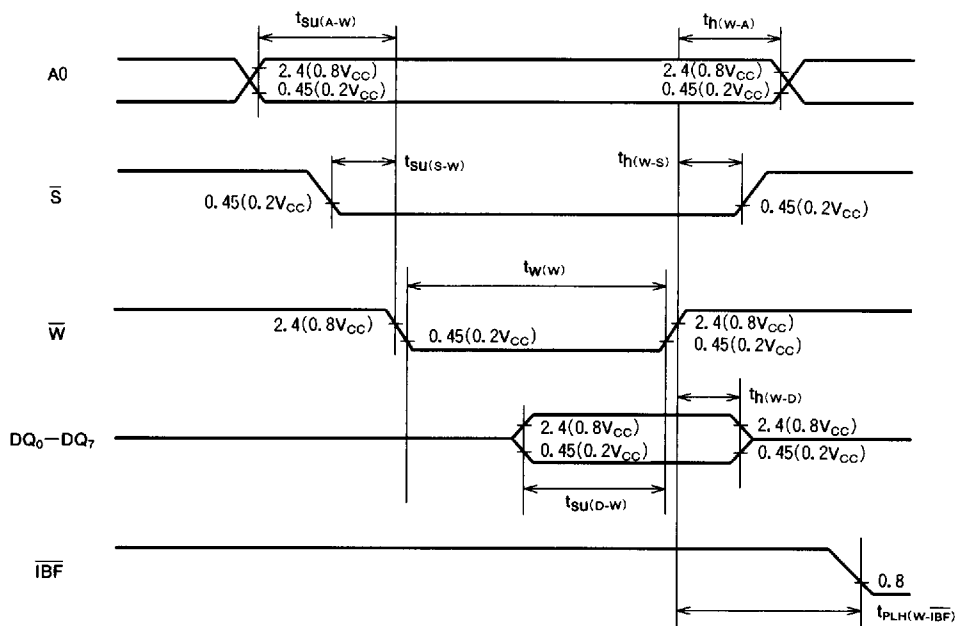 tsu(A-W) th(W-A)
A0 2.4(0.8VCC) 2.4(0.8VCC)
0.45(0.2VCC) 0.45(0.2VCC)
tsu(S-W) th(W-S)
S̅ 0.45(0.2VCC) 0.45(0.2VCC)
tW(W)
W̅ 2.4(0.8VCC) 0.45(0.2VCC) 2.4(0.8VCC)
0.45(0.2VCC)
th(W-D)
DQ0—DQ7 2.4(0.8VCC) 2.4(0.8VCC)
0.45(0.2VCC) 0.45(0.2VCC)
tsu(D-W)
I̅B̅F̅ 0.8
tPLH(W-I̅B̅F̅)